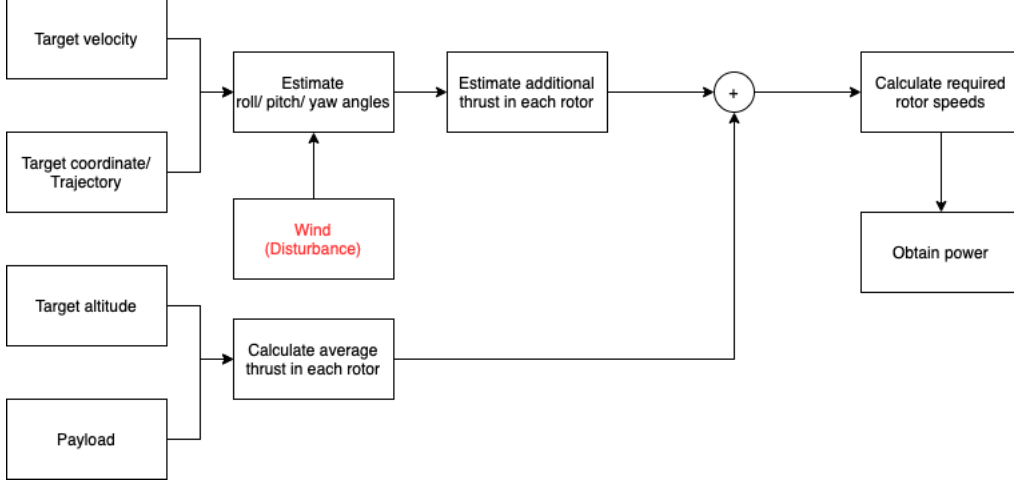 Target velocity
Target coordinate/
Trajectory
Estimate
roll/ pitch/ yaw angles
Estimate additional
thrust in each rotor
+
Calculate required
rotor speeds
Wind
(Disturbance)
Obtain power
Target altitude
Calculate average
thrust in each rotor
Payload